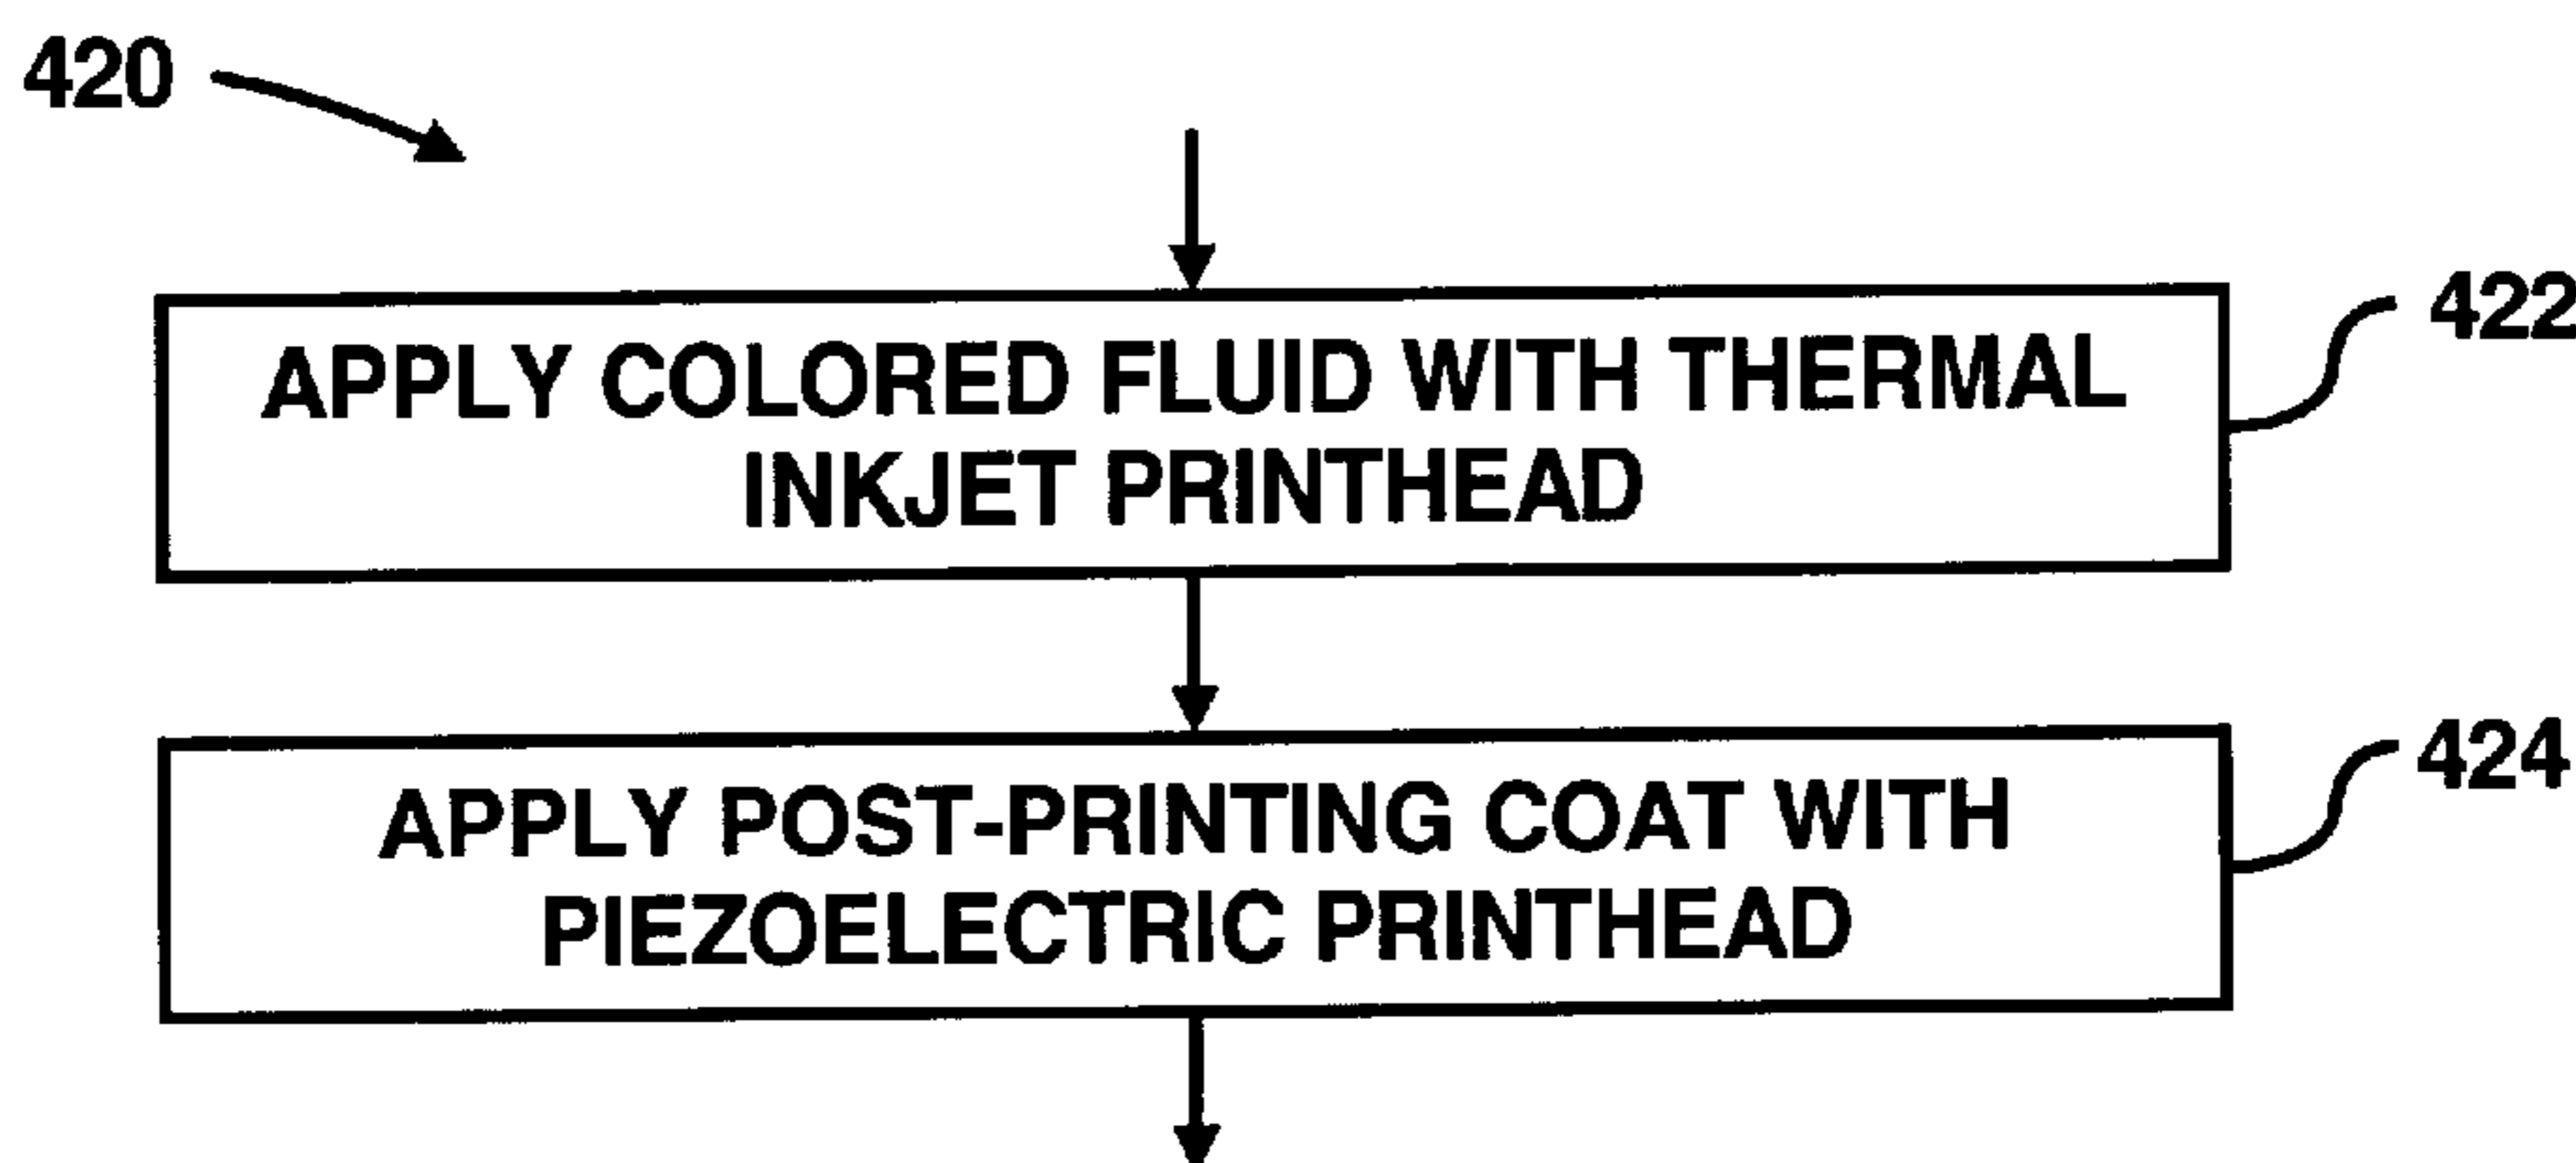 420
422
APPLY COLORED FLUID WITH THERMAL
INKJET PRINTHEAD
424
APPLY POST-PRINTING COAT WITH
PIEZOELECTRIC PRINTHEAD